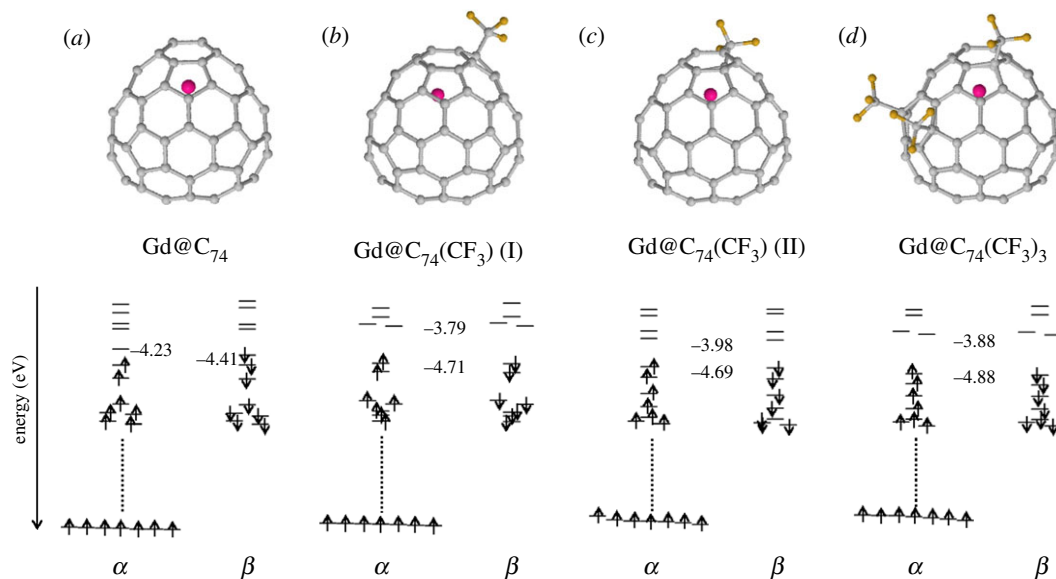 (a) (b) (c) (d)
Gd@C₇₄ Gd@C₇₄(CF₃) (I) Gd@C₇₄(CF₃) (II) Gd@C₇₄(CF₃)₃
energy (eV)
–4.23 –4.41 –3.79 –3.98 –3.88
–4.71 –4.69 –4.88
α β α β α β α β